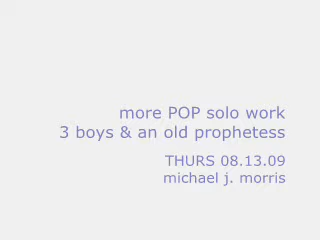 more POP solo work
3 boys & an old prophetess
THURS 08.13.09
michael j. morris